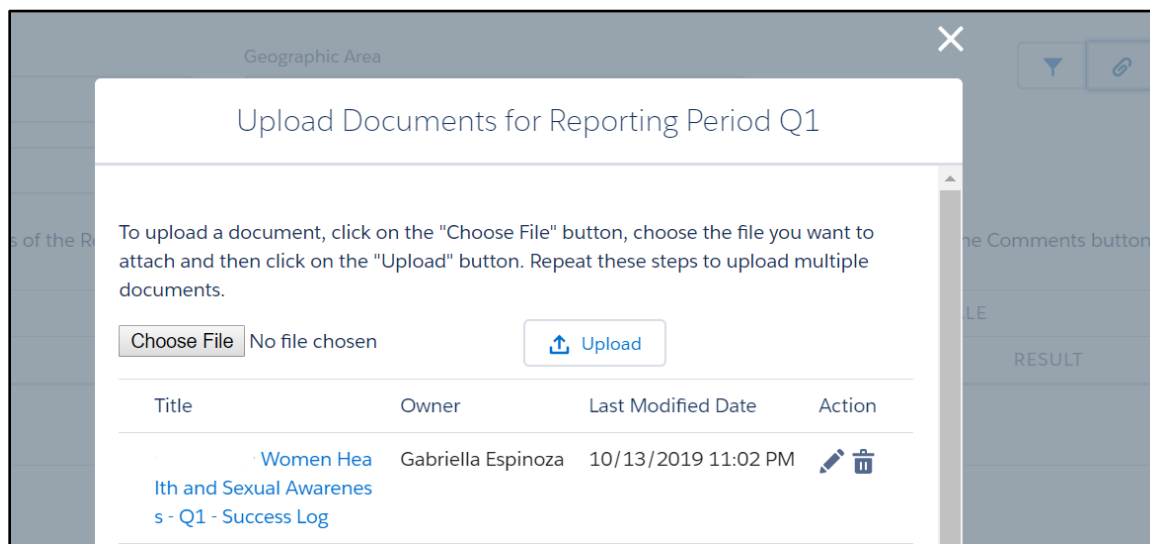 Geographic Area
Upload Documents for Reporting Period Q1
To upload a document, click on the "Choose File" button, choose the file you want to
attach and then click on the "Upload" button. Repeat these steps to upload multiple
documents.
s of the R
he Comments button
LE
RESULT
Choose File No file chosen Upload
Title Owner Last Modified Date Action
Women Hea Gabriella Espinoza 10/13/2019 11:02 PM
lth and Sexual Awarenes
s - Q1 - Success Log